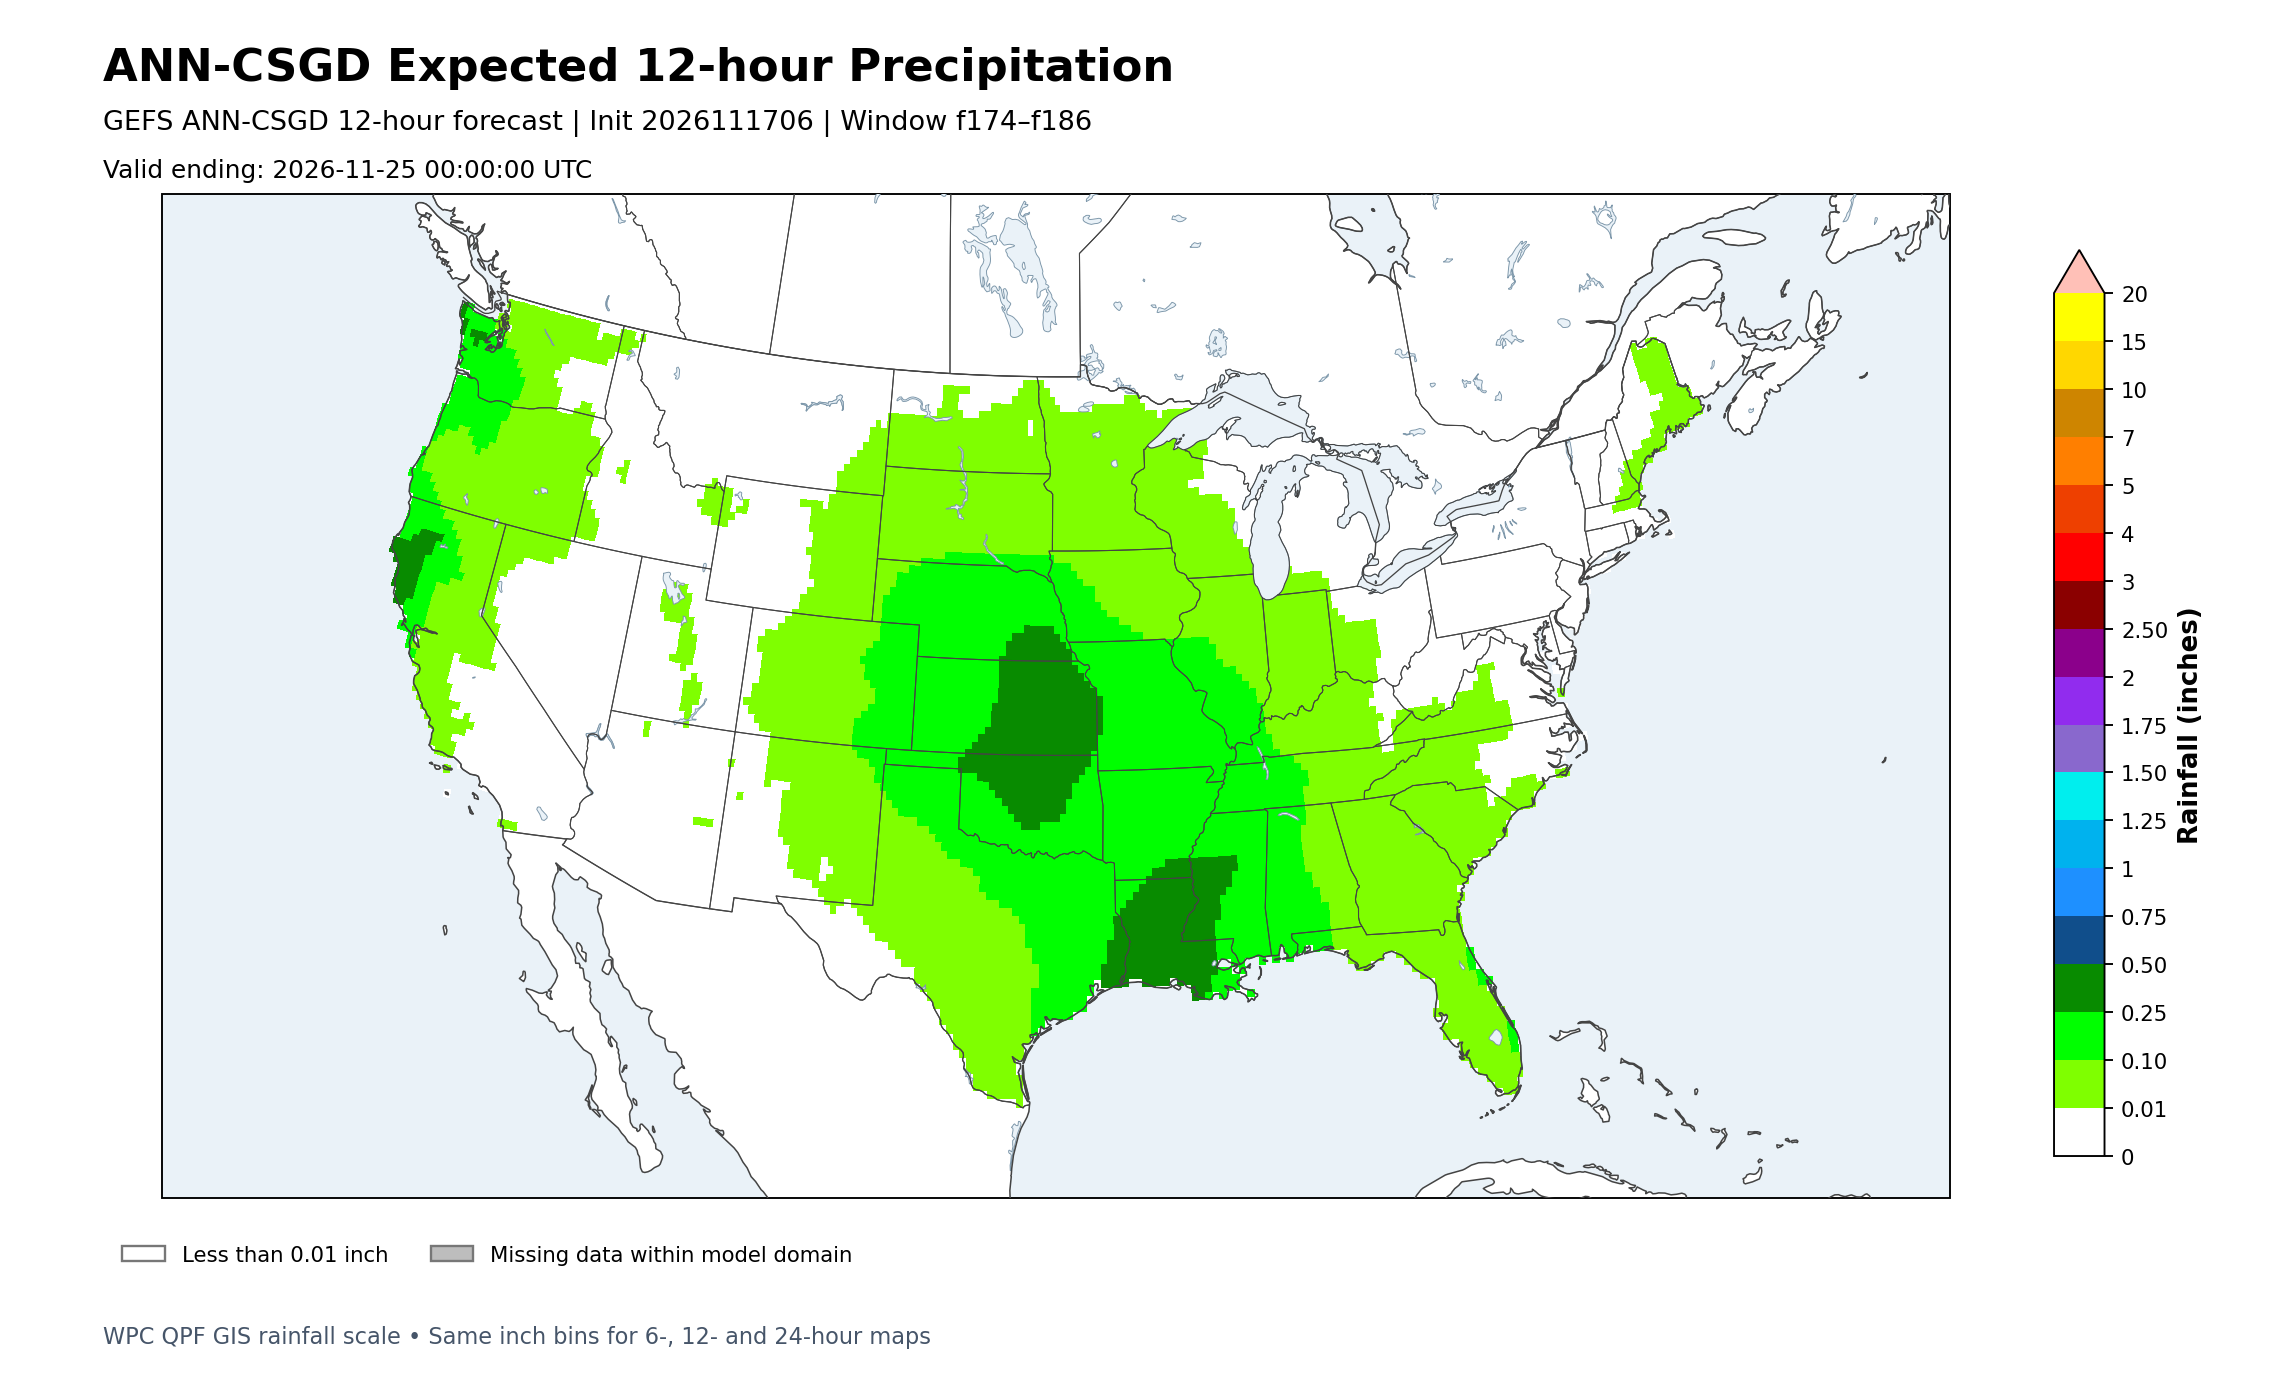 ANN-CSGD Expected 12-hour Precipitation
GEFS ANN-CSGD 12-hour forecast | Init 2026111706 | Window f174–f186
Valid ending: 2026-11-25 00:00:00 UTC
20
15
10
7
5
4
3
2.50
2
1.75
1.50
1.25
1
0.75
0.50
0.25
0.10
0.01
0
Rainfall (inches)
Less than 0.01 inch
Missing data within model domain
WPC QPF GIS rainfall scale • Same inch bins for 6-, 12- and 24-hour maps